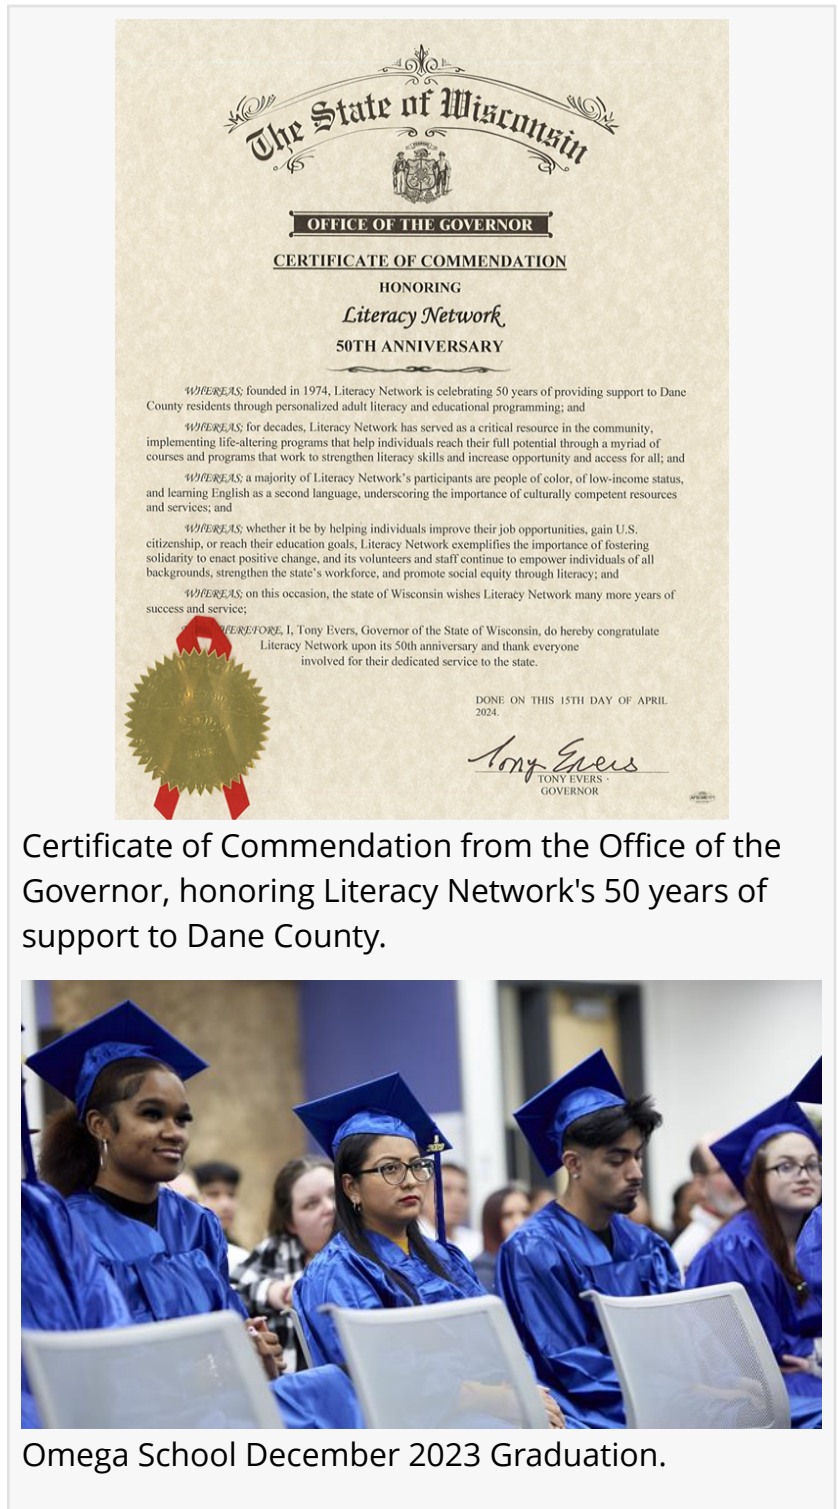 The State of Wisconsin
OFFICE OF THE GOVERNOR
CERTIFICATE OF COMMENDATION
HONORING
Literacy Network
50TH ANNIVERSARY
WHEREAS; founded in 1974, Literacy Network is celebrating 50 years of providing support to Dane
County residents through personalized adult literacy and educational programming; and
WHEREAS; for decades, Literacy Network has served as a critical resource in the community,
implementing life-altering programs that help individuals reach their full potential through a myriad of
courses and programs that work to strengthen literacy skills and increase opportunity and access for all; and
WHEREAS; a majority of Literacy Network's participants are people of color, of low-income status,
and learning English as a second language, underscoring the importance of culturally competent resources
and services; and
WHEREAS; whether it be by helping individuals improve their job opportunities, gain U.S.
citizenship, or reach their education goals, Literacy Network exemplifies the importance of fostering
solidarity to enact positive change, and its volunteers and staff continue to empower individuals of all
backgrounds, strengthen the state's workforce, and promote social equity through literacy; and
WHEREAS; on this occasion, the state of Wisconsin wishes Literacy Network many more years of
success and service;
HEREFORE, I, Tony Evers, Governor of the State of Wisconsin, do hereby congratulate
Literacy Network upon its 50th anniversary and thank everyone
involved for their dedicated service to the state.
DONE ON THIS 15TH DAY OF APRIL
2024.
Tony Evers
TONY EVERS
GOVERNOR
Certificate of Commendation from the Office of the
Governor, honoring Literacy Network's 50 years of
support to Dane County.
Omega School December 2023 Graduation.